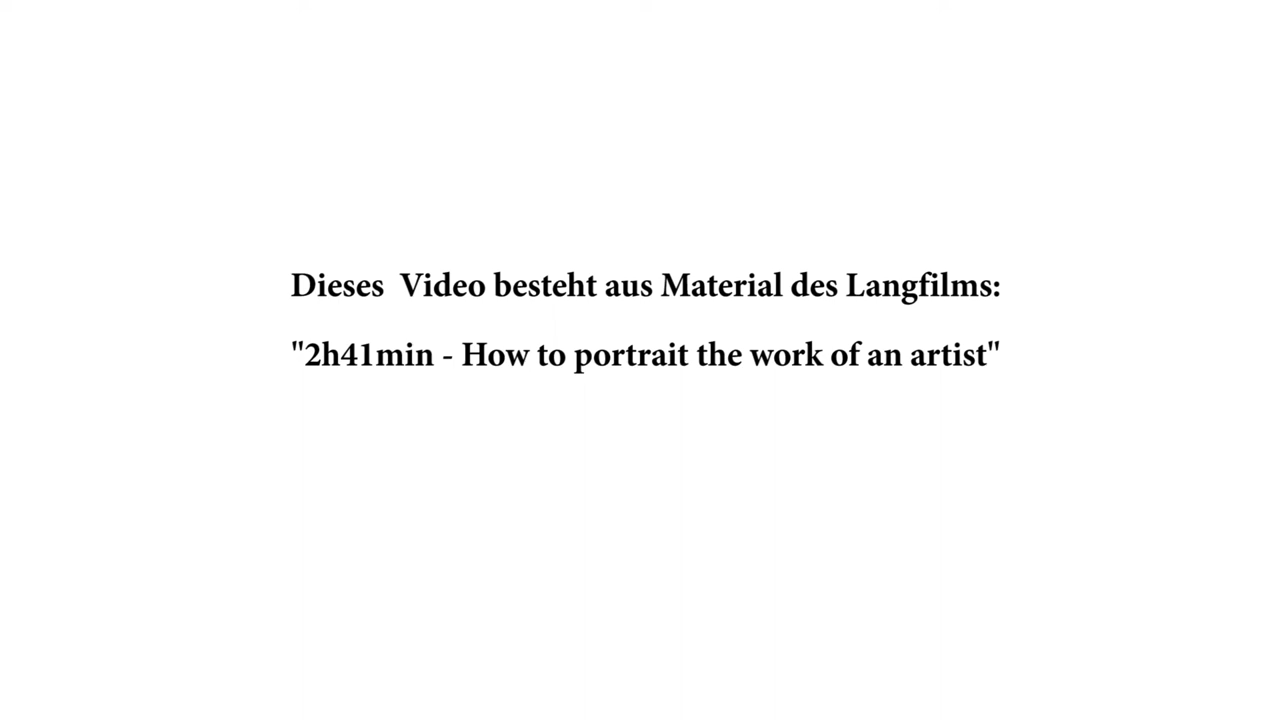 Dieses  Video besteht aus Material des Langfilms:
"2h41min - How to portrait the work of an artist"